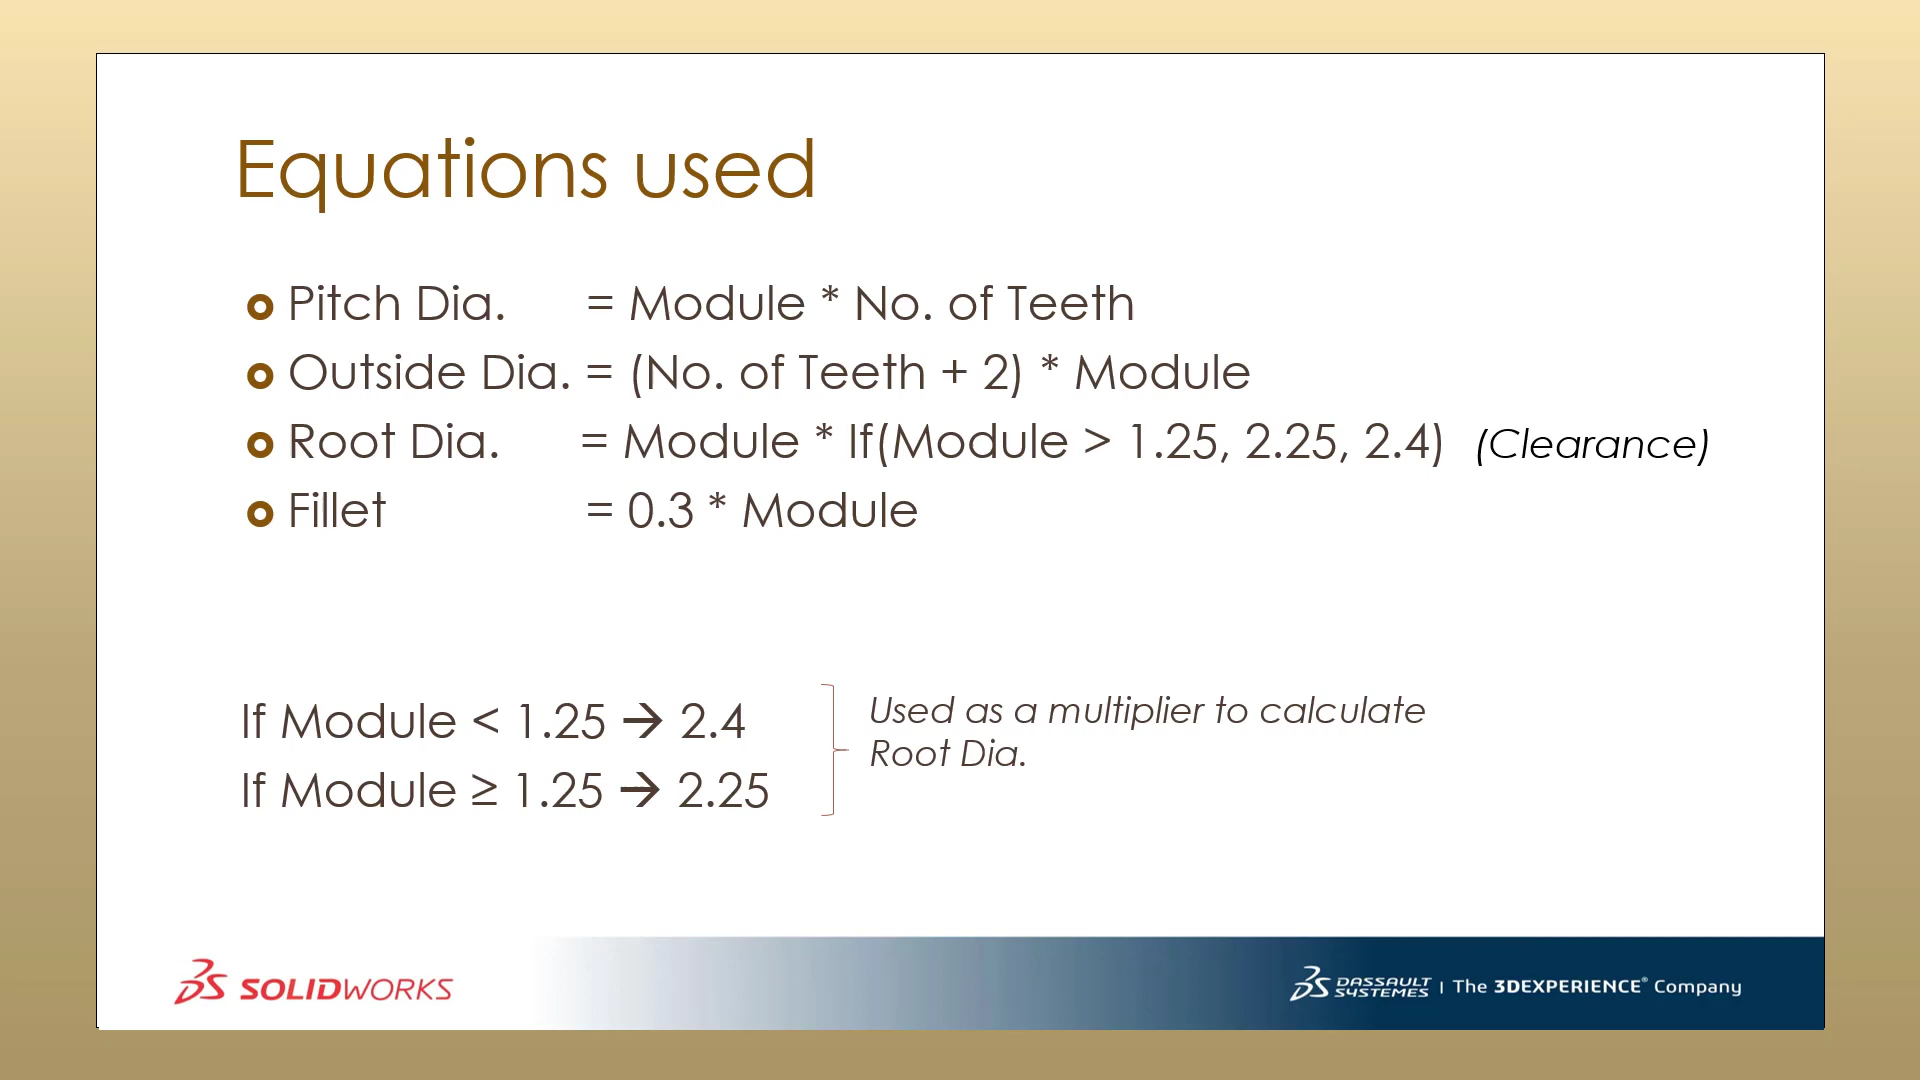 Equations used
Pitch Dia. = Module * No. of Teeth
Outside Dia. = (No. of Teeth + 2) * Module
Root Dia. = Module * If(Module > 1.25, 2.25, 2.4) (Clearance)
Fillet = 0.3 * Module
If Module < 1.25 → 2.4
If Module ≥ 1.25 → 2.25
Used as a multiplier to calculate
Root Dia.
SOLIDWORKS
DASSAULT SYSTEMES | The 3DEXPERIENCE® Company